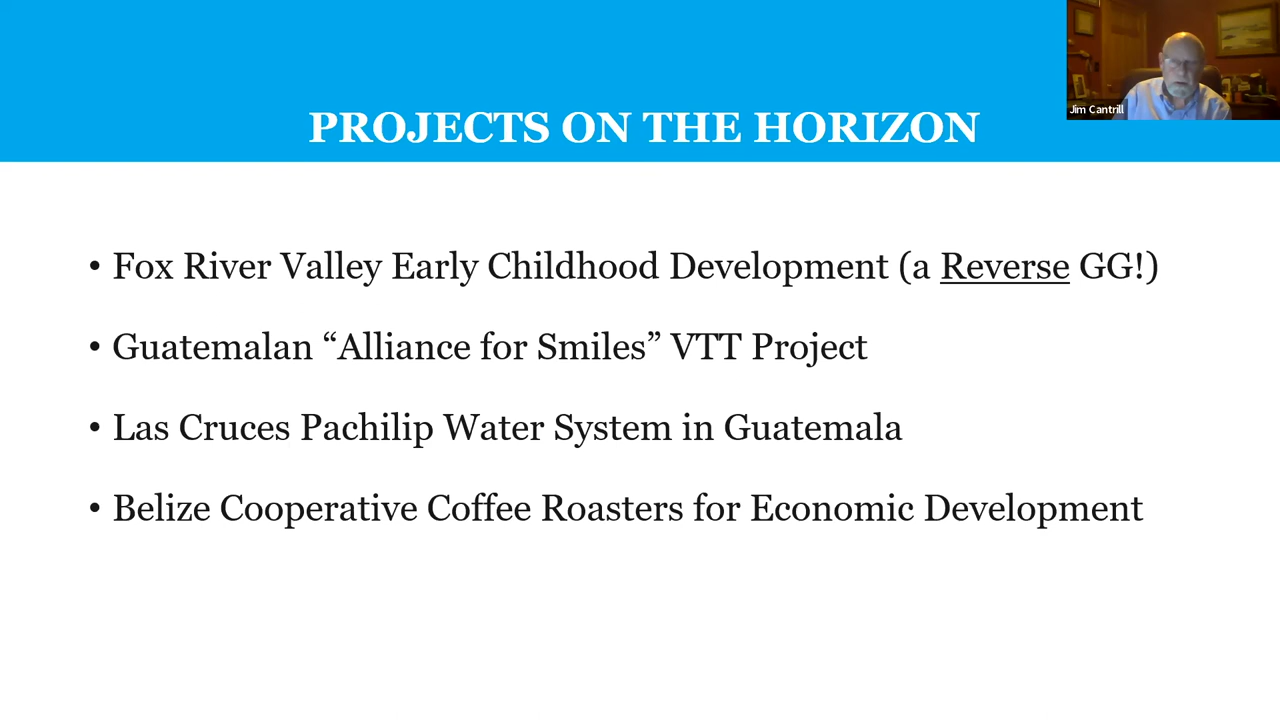 Jim Cantrill
PROJECTS ON THE HORIZON
• Fox River Valley Early Childhood Development (a Reverse GG!)
• Guatemalan “Alliance for Smiles” VTT Project
• Las Cruces Pachilip Water System in Guatemala
• Belize Cooperative Coffee Roasters for Economic Development